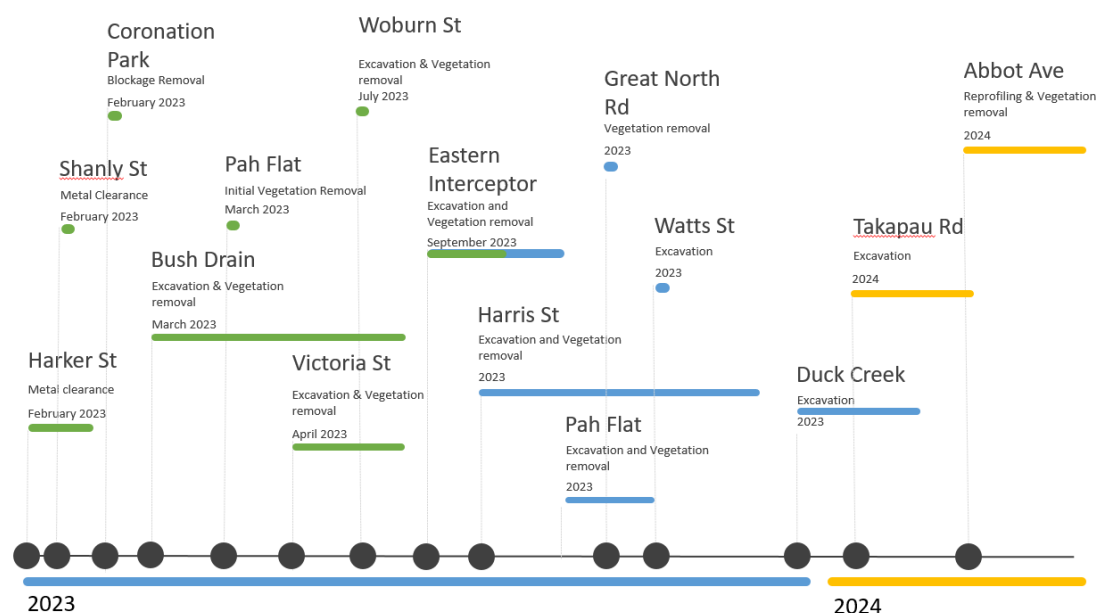 Coronation
Park
Blockage Removal
February 2023
Woburn St
Excavation & Vegetation
removal
July 2023
Great North
Rd
Vegetation removal
2023
Abbot Ave
Reprofiling & Vegetation
removal
2024
Shanly St
Metal Clearance
February 2023
Pah Flat
Initial Vegetation Removal
March 2023
Eastern
Interceptor
Excavation and
Vegetation removal
September 2023
Watts St
Excavation
2023
Takapau Rd
Excavation
2024
Bush Drain
Excavation & Vegetation
removal
March 2023
Harris St
Excavation and Vegetation
removal
2023
Harker St
Metal clearance
February 2023
Victoria St
Excavation & Vegetation
removal
April 2023
Duck Creek
Excavation
2023
Pah Flat
Excavation and Vegetation
removal
2023
2023
2024